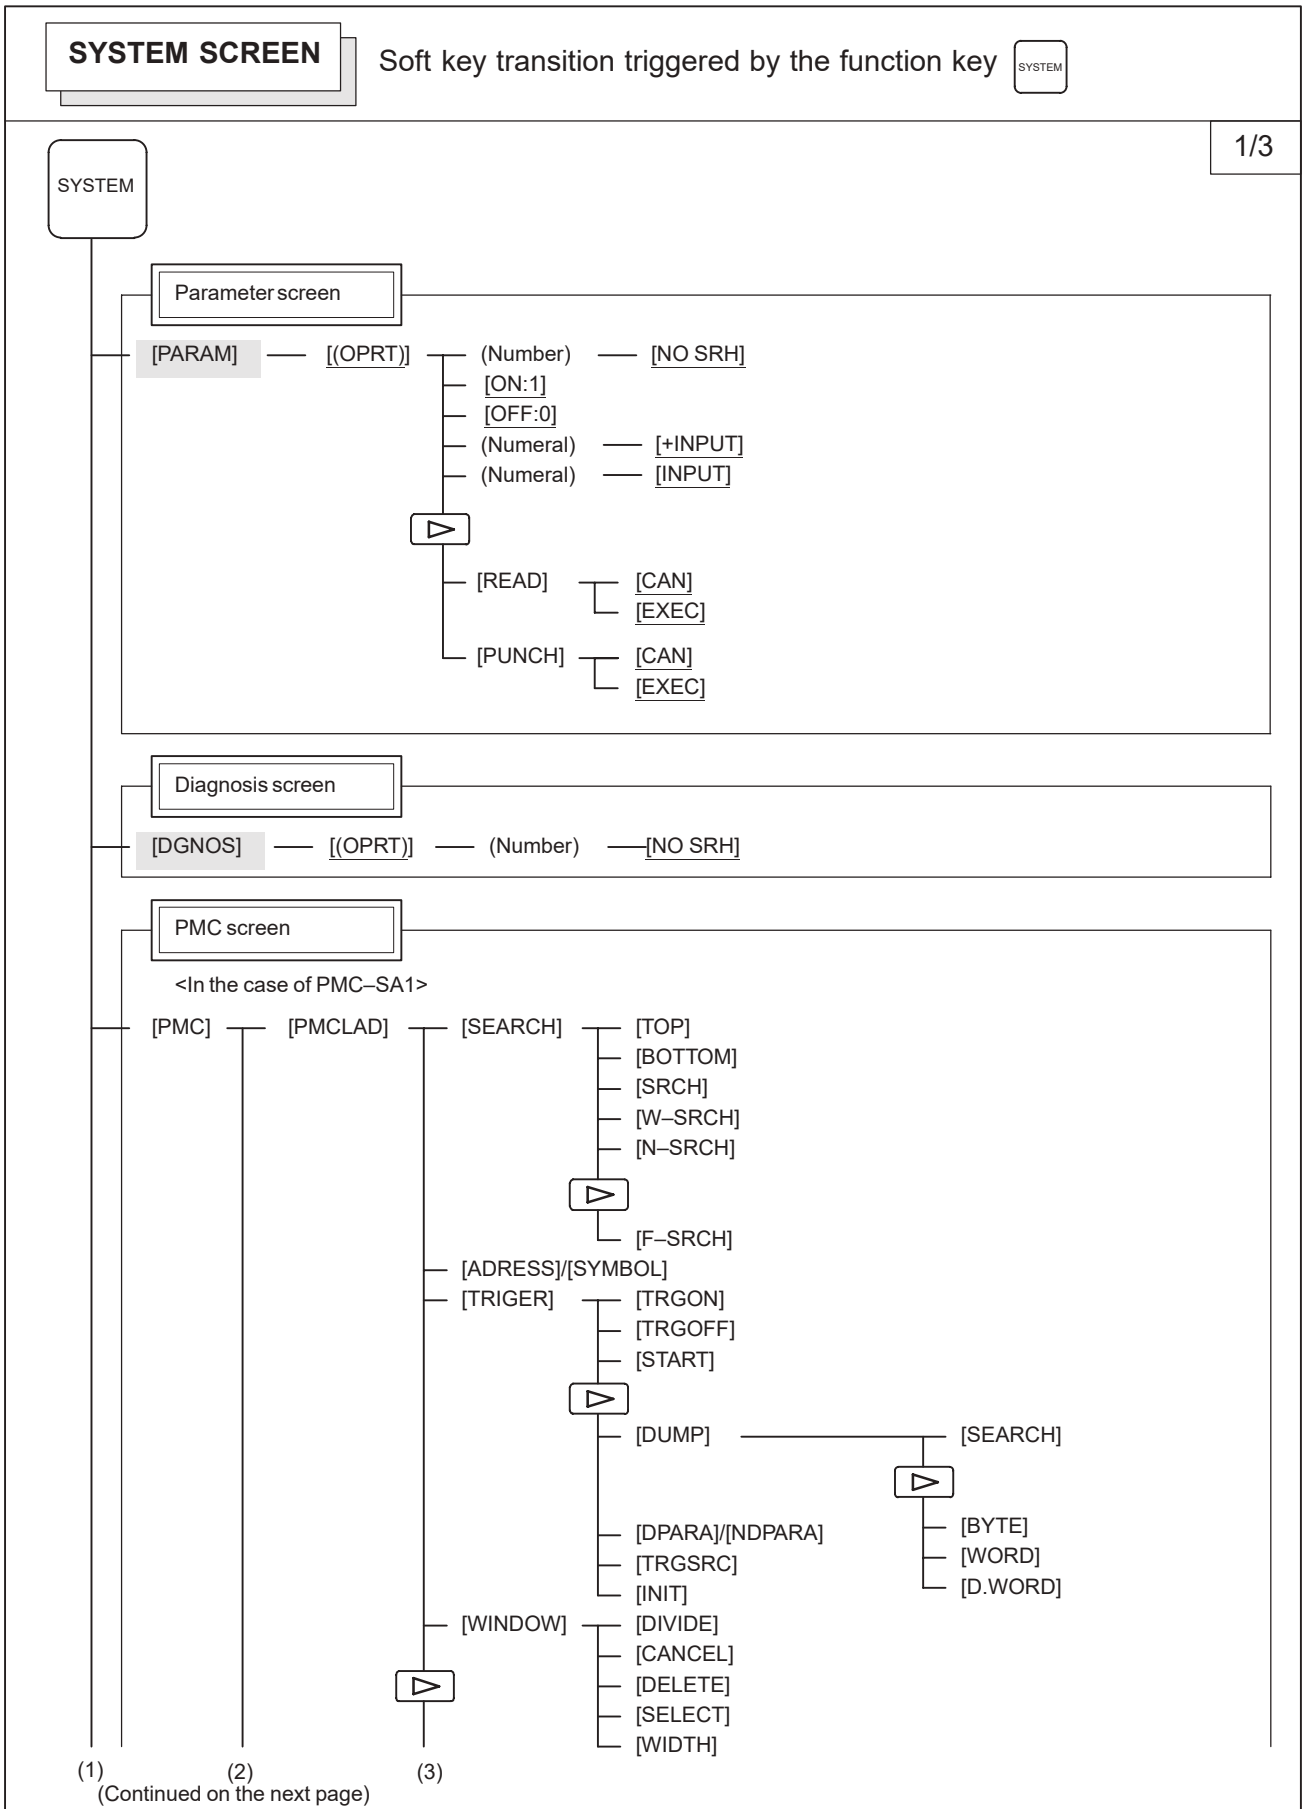 SYSTEM SCREEN
Soft key transition triggered by the function key SYSTEM
1/3
SYSTEM
Parameter screen
[PARAM] [(OPRT)] (Number) [NO SRH]
[ON:1]
[OFF:0]
(Numeral) [+INPUT]
(Numeral) [INPUT]
[READ] [CAN]
[EXEC]
[PUNCH] [CAN]
[EXEC]
Diagnosis screen
[DGNOS] [(OPRT)] (Number) [NO SRH]
PMC screen
<In the case of PMC–SA1>
[PMC] [PMCLAD] [SEARCH] [TOP]
[BOTTOM]
[SRCH]
[W–SRCH]
[N–SRCH]
[F–SRCH]
[ADRESS]/[SYMBOL]
[TRIGER] [TRGON]
[TRGOFF]
[START]
[DUMP] [SEARCH]
[BYTE]
[DPARA]/[NDPARA]
[WORD]
[TRGSRC]
[D.WORD]
[INIT]
[WINDOW] [DIVIDE]
[CANCEL]
[DELETE]
[SELECT]
[WIDTH]
(1) (2) (3)
(Continued on the next page)